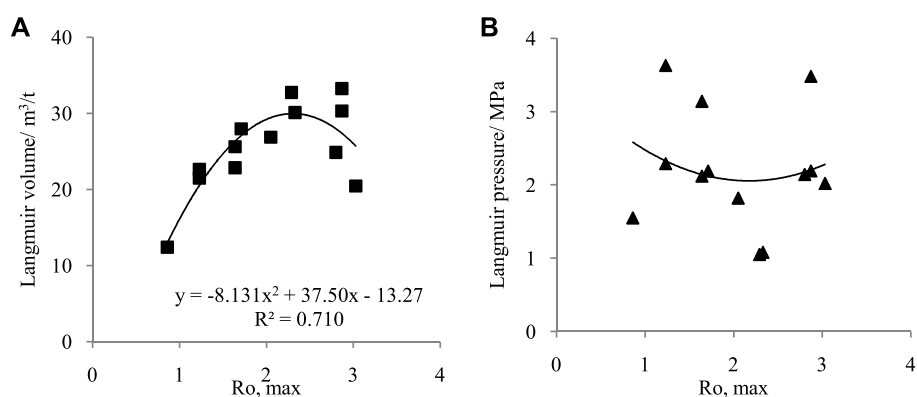 A
40
30
20
10
0
Langmuir volume/ m³/t
y = -8.131x² + 37.50x - 13.27
R² = 0.710
0 1 2 3 4
Ro, max
B
4
3
2
1
0
Langmuir pressure/ MPa
0 1 2 3 4
Ro, max